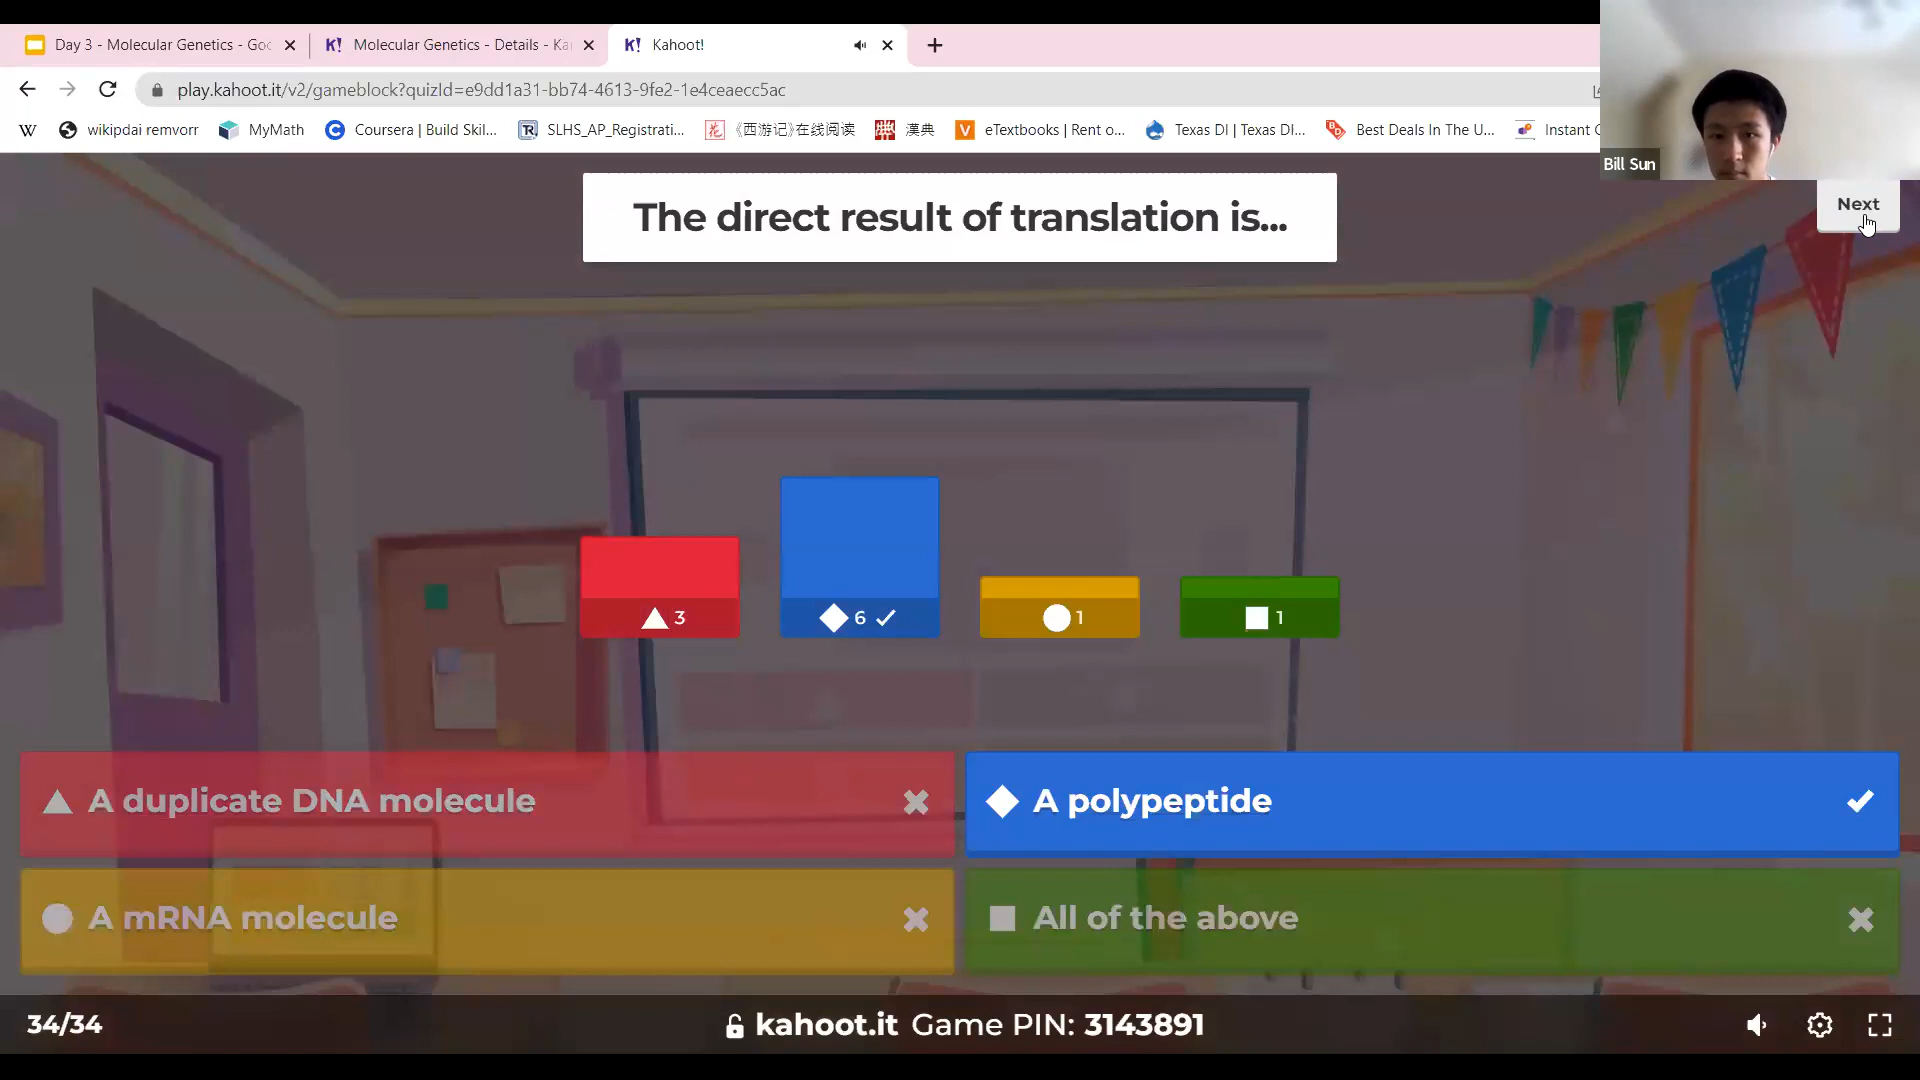 Day 3 - Molecular Genetics - Goo
K! Molecular Genetics - Details - Ka
K! Kahoot!
play.kahoot.it/v2/gameblock?quizId=e9dd1a31-bb74-4613-9fe2-1e4ceaecc5ac
W wikipdai remvorr MyMath Coursera | Build Skil... SLHS_AP_Registrati... 《西游记》在线阅读 漢典 eTextbooks | Rent o... Texas DI | Texas DI... Best Deals In The U... Instant
Bill Sun
The direct result of translation is...
Next
3
6
1
1
A duplicate DNA molecule
A polypeptide
A mRNA molecule
All of the above
34/34
kahoot.it Game PIN: 3143891